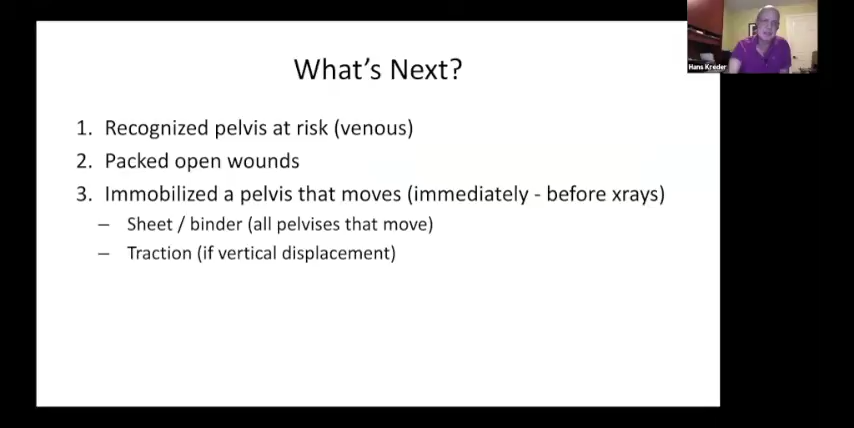 What's Next?
1. Recognized pelvis at risk (venous)
2. Packed open wounds
3. Immobilized a pelvis that moves (immediately - before xrays)
– Sheet / binder (all pelvises that move)
– Traction (if vertical displacement)
Hans Kreder